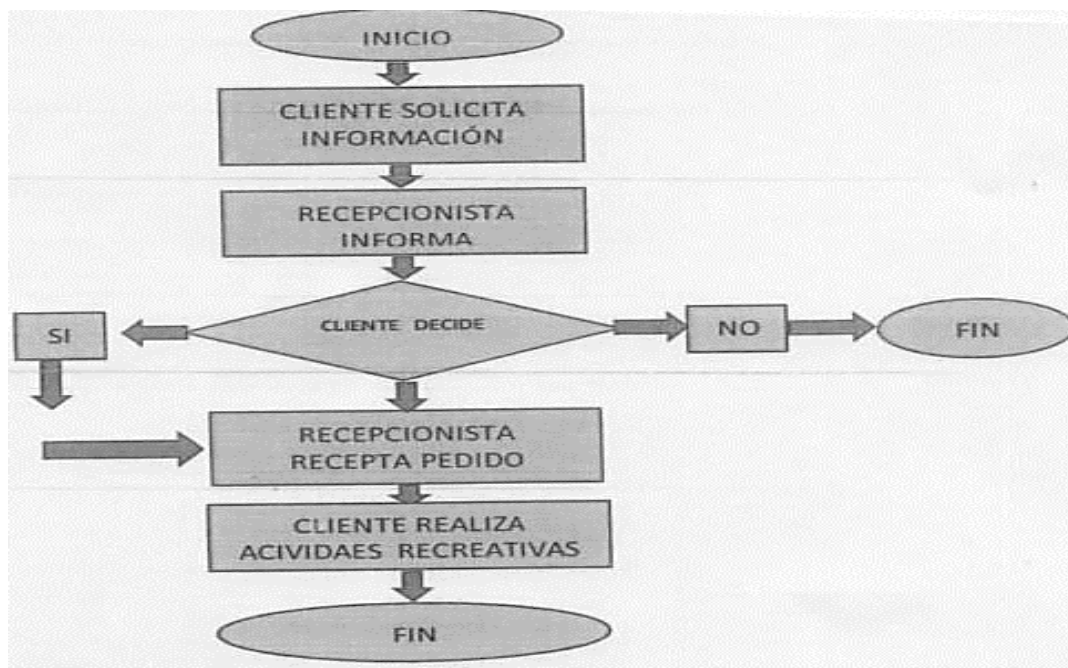 INICIO
CLIENTE SOLICITA
INFORMACIÓN
RECEPCIONISTA
INFORMA
CLIENTE DECIDE
SI
NO
FIN
RECEPCIONISTA
RECEPTA PEDIDO
CLIENTE REALIZA
ACIVIDAES RECREATIVAS
FIN